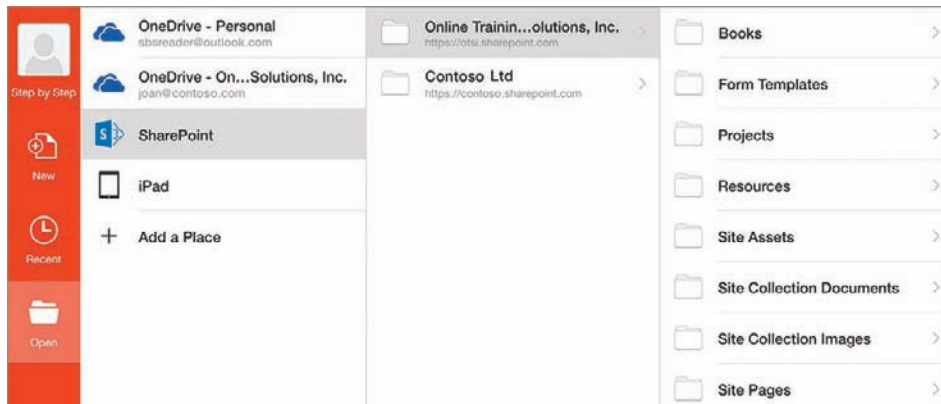 Step by Step
New
Recent
Open
OneDrive - Personal
sbsreader@outlook.com
OneDrive - On...Solutions, Inc.
joan@contoso.com
S
SharePoint
iPad
Add a Place
Online Trainin...olutions, Inc.
https://otsi.sharepoint.com
Contoso Ltd
https://contoso.sharepoint.com
Books
Form Templates
Projects
Resources
Site Assets
Site Collection Documents
Site Collection Images
Site Pages